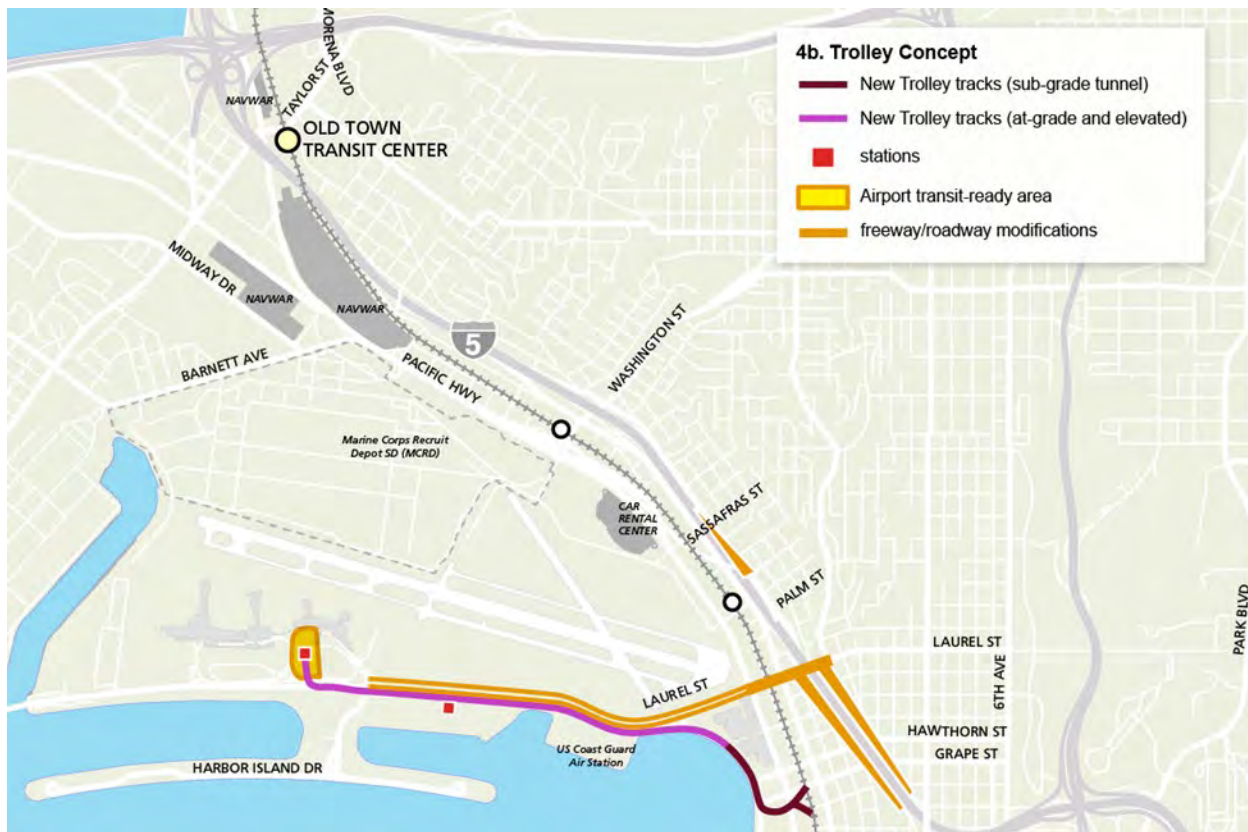 4b. Trolley Concept
New Trolley tracks (sub-grade tunnel)
New Trolley tracks (at-grade and elevated)
stations
Airport transit-ready area
freeway/roadway modifications
MORENA BLVD
TAYLOR ST
NAVWAR
OLD TOWN
TRANSIT CENTER
MIDWAY DR
NAVWAR
NAVWAR
5
WASHINGTON ST
BARNETT AVE
PACIFIC HWY
Marine Corps Recruit
Depot SD (MCRD)
CAR
RENTAL
CENTER
SASSAFRAS ST
PALM ST
LAUREL ST
PARK BLVD
6TH AVE
LAUREL ST
HAWTHORN ST
GRAPE ST
US Coast Guard
Air Station
HARBOR ISLAND DR